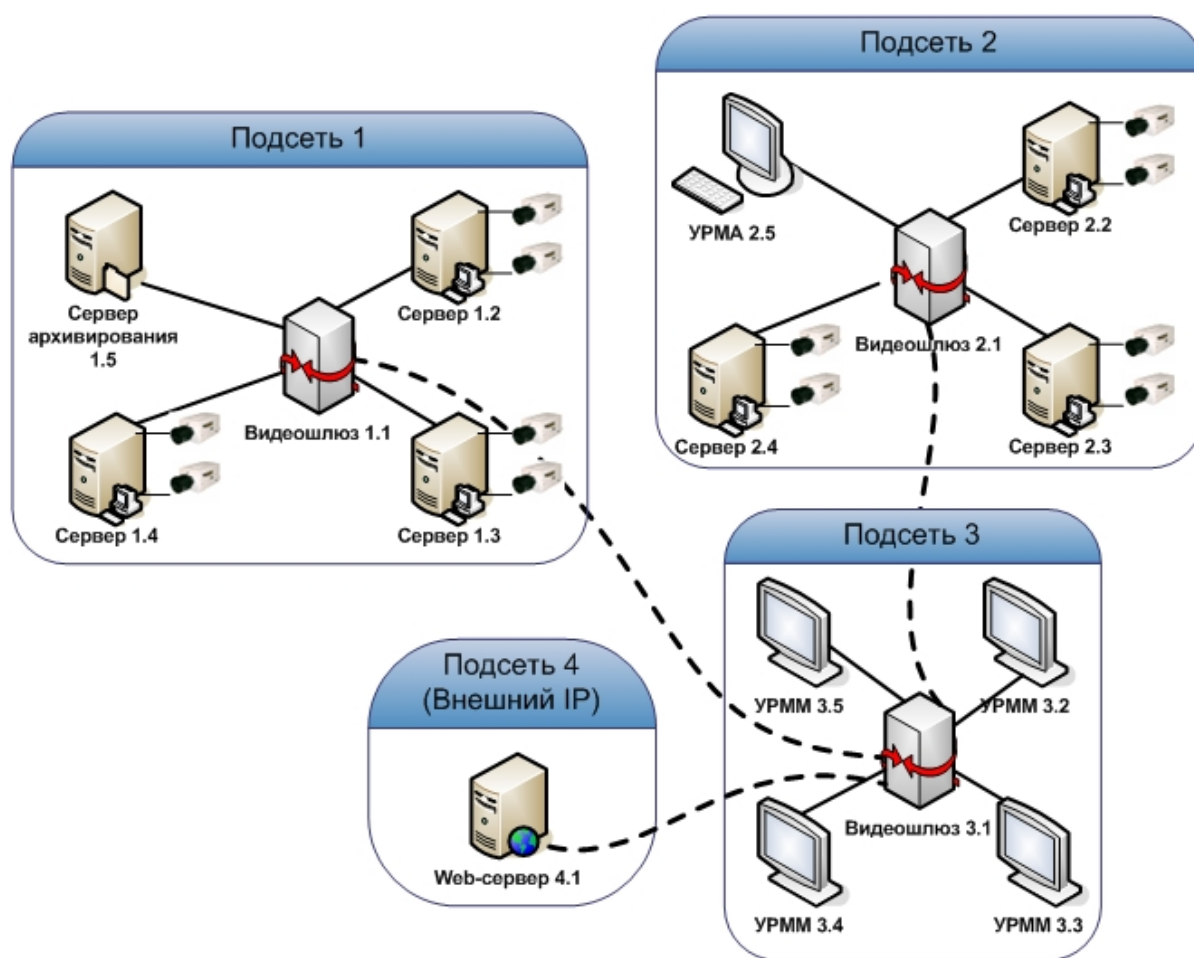 Подсеть 1
Сервер
архивирования
1.5
Сервер 1.2
Видеошлюз 1.1
Сервер 1.4
Сервер 1.3
Подсеть 2
УРМА 2.5
Сервер 2.2
Видеошлюз 2.1
Сервер 2.4
Сервер 2.3
Подсеть 3
УРММ 3.5
УРММ 3.2
Видеошлюз 3.1
УРММ 3.4
УРММ 3.3
Подсеть 4
(Внешний IP)
Web-сервер 4.1